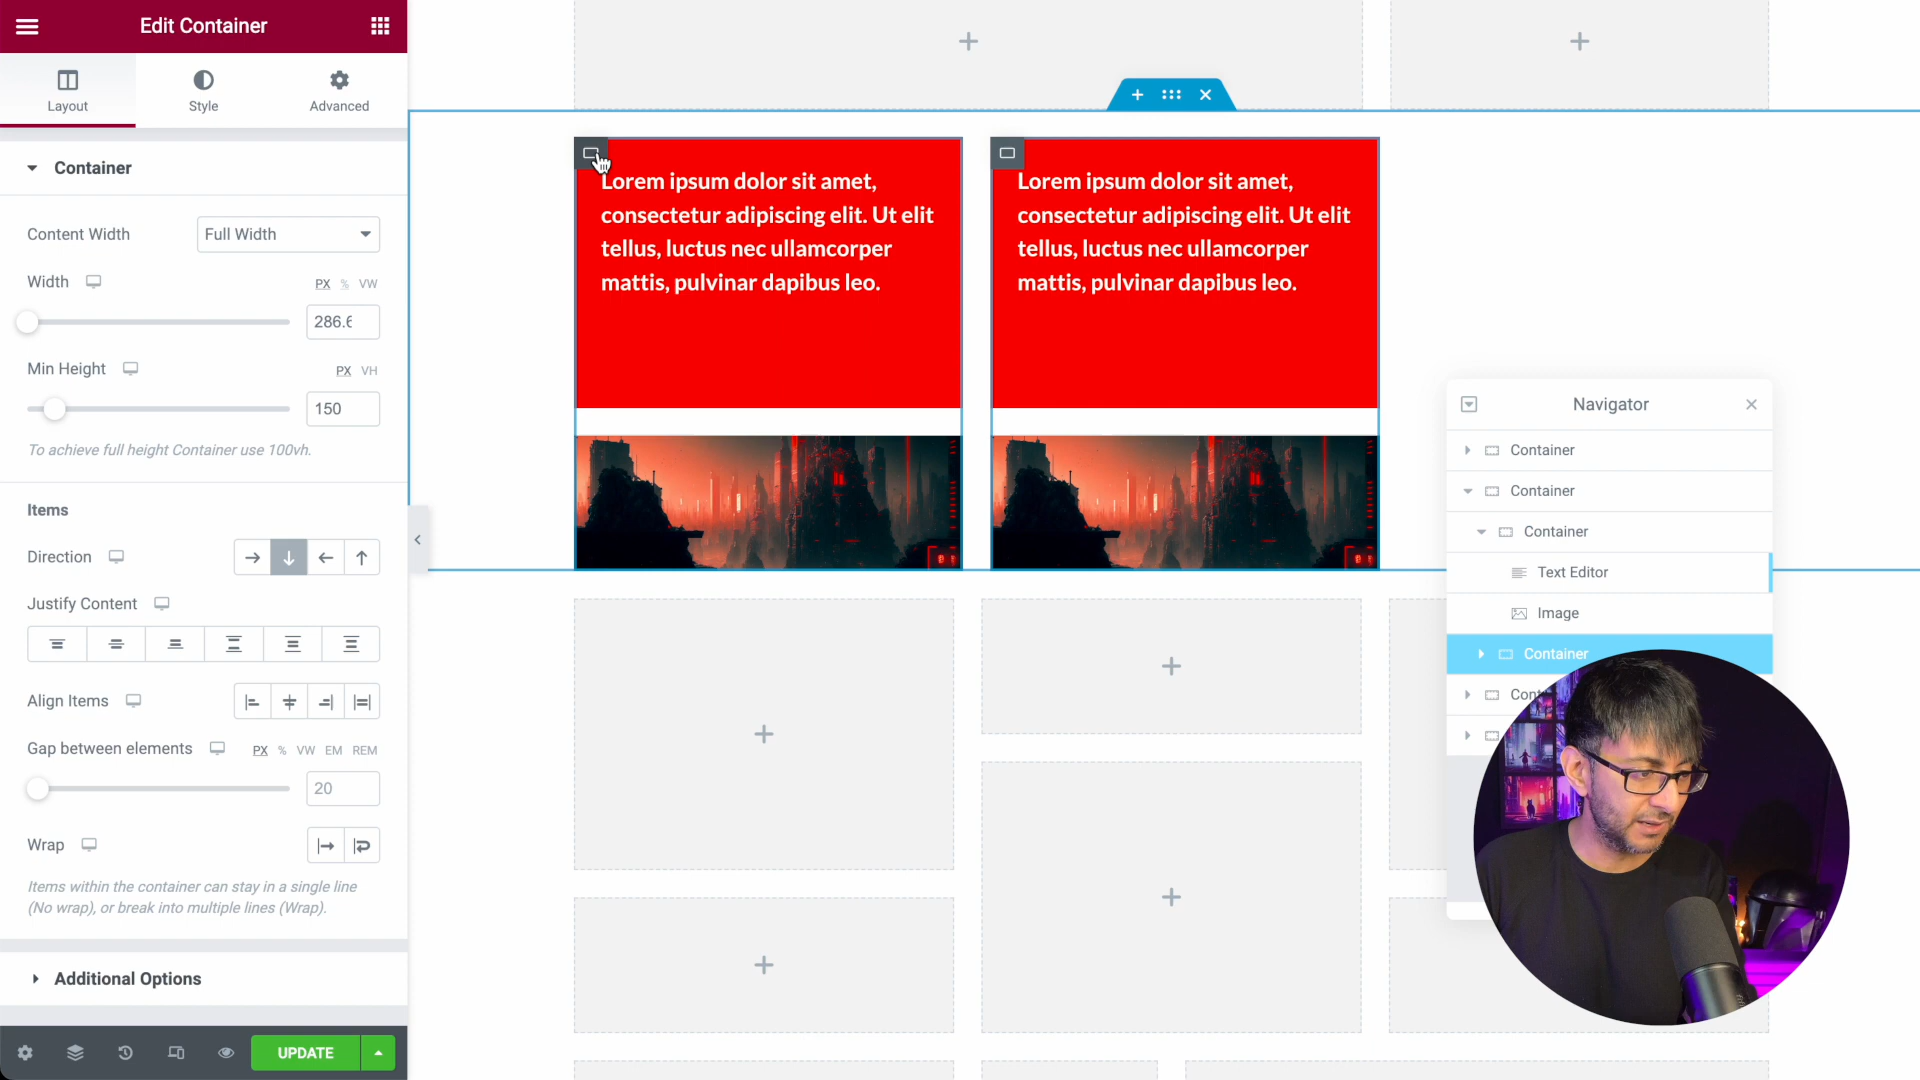 Edit Container
Layout
Style
Advanced
Container
Content Width
Full Width
Width
PX % VW
286.6
Min Height
PX VH
150
To achieve full height Container use 100vh.
Items
Direction
Justify Content
Align Items
Gap between elements
PX % VW EM REM
20
Wrap
Items within the container can stay in a single line
(No wrap), or break into multiple lines (Wrap).
Additional Options
UPDATE
Lorem ipsum dolor sit amet,
consectetur adipiscing elit. Ut elit
tellus, luctus nec ullamcorper
mattis, pulvinar dapibus leo.
Lorem ipsum dolor sit amet,
consectetur adipiscing elit. Ut elit
tellus, luctus nec ullamcorper
mattis, pulvinar dapibus leo.
Navigator
Container
Container
Container
Text Editor
Image
Container